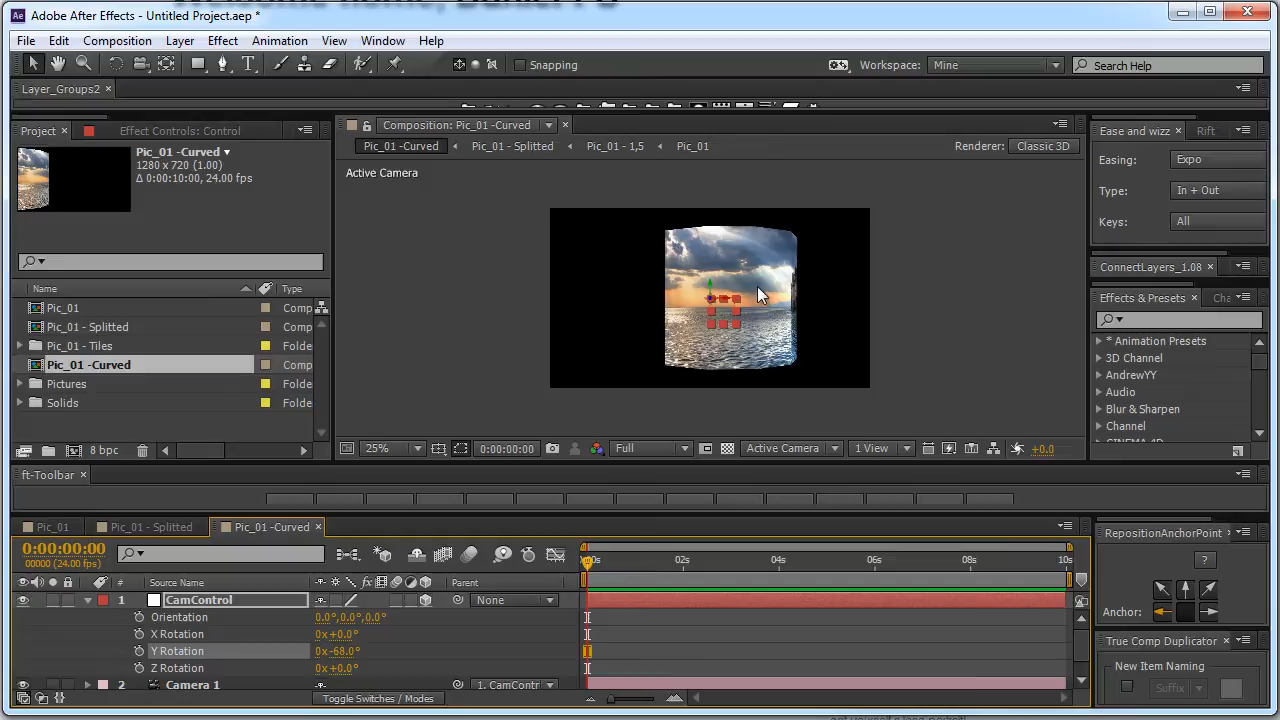 Adobe After Effects - Untitled Project.aep *
File Edit Composition Layer Effect Animation View Window Help
Snapping
Workspace: Mine
Search Help
Layer_Groups2
Project
Effect Controls: CamControl
Pic_01 -Curved
1280 x 720 (1.00)
Δ 0:00:10:00, 24.00 fps
Name Type
Pic_01 Comp
Pic_01 - Splitted Comp
Pic_01 - Tiles Folde
Pic_01 -Curved Comp
Pictures Folde
Solids Folde
8 bpc
Composition: Pic_01 -Curved
Pic_01 -Curved Pic_01 - Splitted Pic_01 - 1,5 Pic_01
Renderer: Classic 3D
Active Camera
25% 0:00:00:00 Full Active Camera 1 View +0.0
Ease and wizz Rift
Easing: Expo
Type: In + Out
Keys: All
ConnectLayers_1.08
Effects & Presets Cha
* Animation Presets
3D Channel
AndrewYY
Audio
Blur & Sharpen
Channel
CINEMA 4D
ft-Toolbar
Pic_01 Pic_01 - Splitted Pic_01 -Curved
0:00:00:00
00000 (24.00 fps)
:00s 02s 04s 06s 08s 10s
# Source Name fx Parent
1 CamControl None
Orientation 0.0°,0.0°,0.0°
X Rotation 0x+0.0°
Y Rotation 0x-68.0°
Z Rotation 0x+0.0°
2 Camera 1 1. CamContr
Toggle Switches / Modes
RepositionAnchorPoint
?
Anchor:
True Comp Duplicator
New Item Naming
Suffix